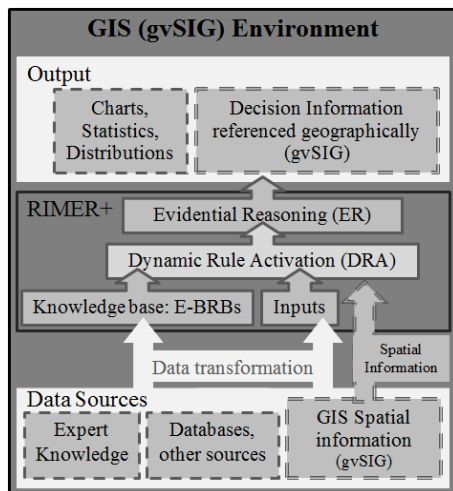 GIS (gvSIG) Environment
Output
Charts,
Statistics,
Distributions
Decision Information
referenced geographically
(gvSIG)
RIMER+
Evidential Reasoning (ER)
Dynamic Rule Activation (DRA)
Knowledge base: E-BRBs
Inputs
Data transformation
Spatial
Information
Data Sources
Expert
Knowledge
Databases,
other sources
GIS Spatial
information
(gvSIG)